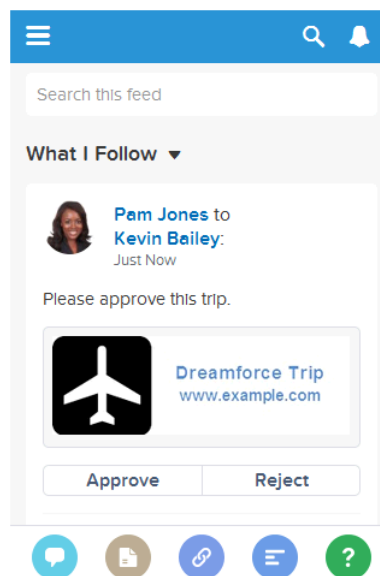 Search this feed
What I Follow ▼
Pam Jones to
Kevin Bailey:
Just Now
Please approve this trip.
Dreamforce Trip
www.example.com
Approve
Reject
?